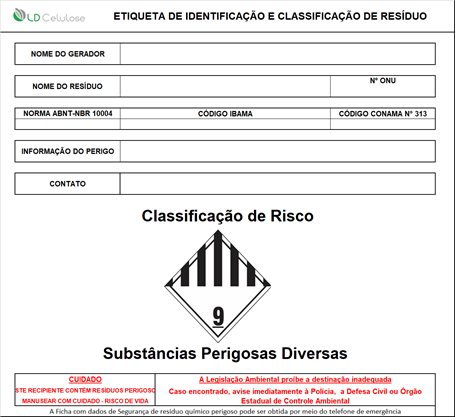 LD Celulose
ETIQUETA DE IDENTIFICAÇÃO E CLASSIFICAÇÃO DE RESÍDUO
NOME DO GERADOR
NOME DO RESÍDUO
Nº ONU
NORMA ABNT-NBR 10004 CÓDIGO IBAMA CÓDIGO CONAMA Nº 313
INFORMAÇÃO DO PERIGO
CONTATO
Classificação de Risco
9
Substâncias Perigosas Diversas
CUIDADO
STE RECIPIENTE CONTÉM RESÍDUOS PERIGOSO
MANUSEAR COM CUIDADO - RISCO DE VIDA
A Legislação Ambiental proibe a destinação inadequada
Caso encontrado, avise imediatamente à Polícia, a Defesa Civil ou Órgão
Estadual de Controle Ambiental
A Ficha com dados de Segurança de resíduo químico perigoso pode ser obtida por meio do telefone de emergência